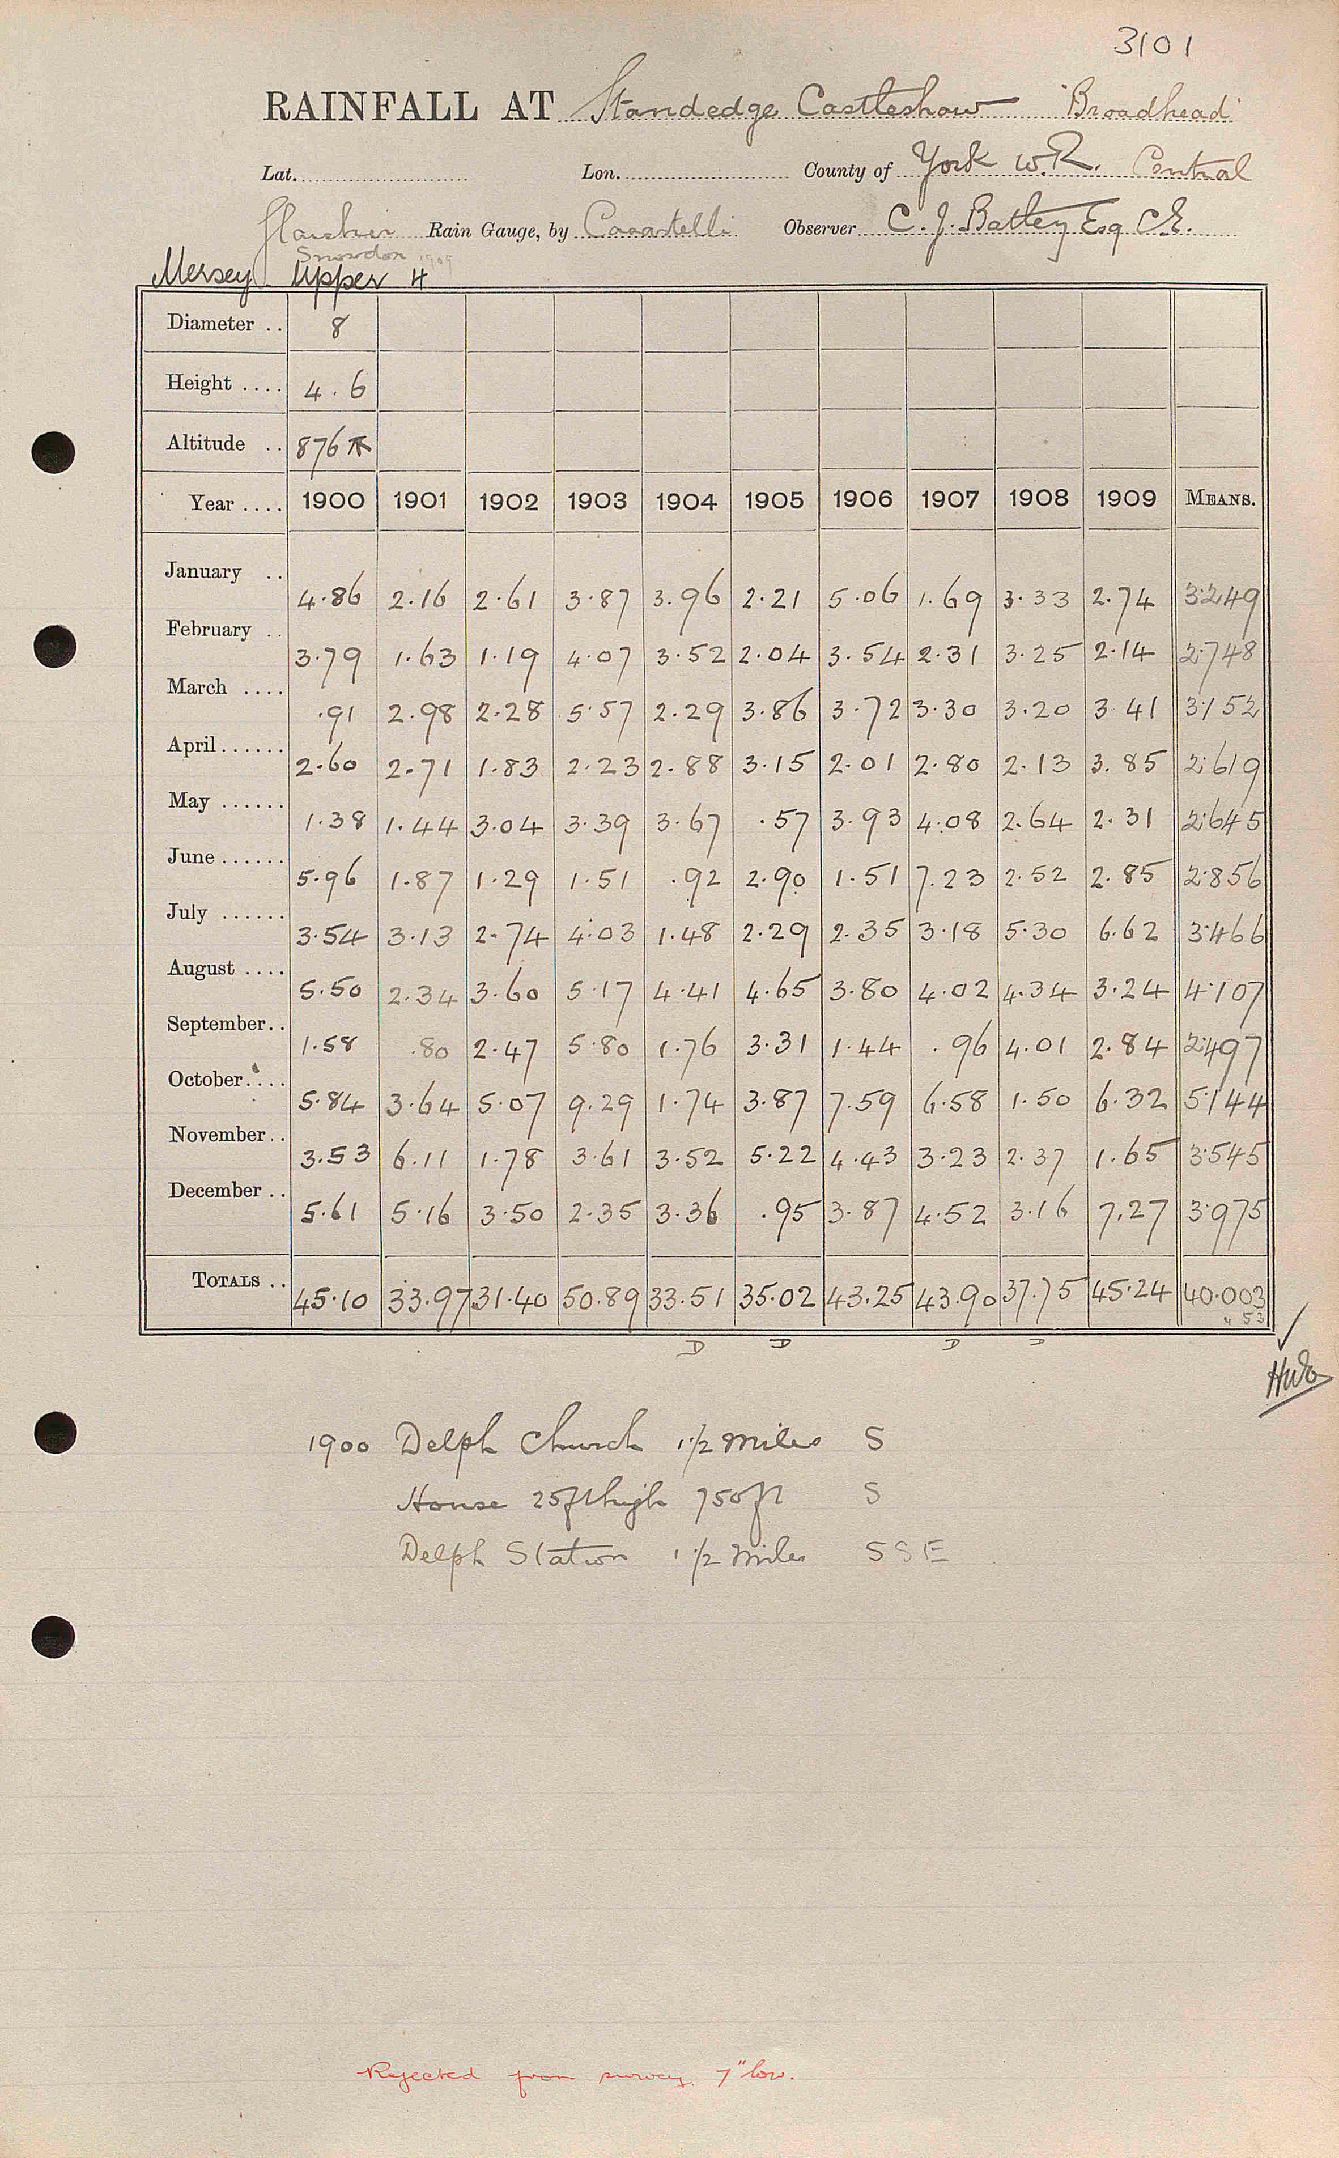 3101
RAINFALL AT Standedge Castleshaw "Broadhead"
Lat. Lon. County of York W.R. Central
Glaisher Rain Gauge, by Casartelli Observer C. J. Batley Esq C.E.
Snowdon 1909
Mersey Upper 4
Diameter .. 8
Height .... 4.6
Altitude .. 876
Year .... 1900 1901 1902 1903 1904 1905 1906 1907 1908 1909 MEANS.
January .. 4.86 2.16 2.61 3.87 3.96 2.21 5.06 1.69 3.33 2.74 3.249
February .. 3.79 1.63 1.19 4.07 3.52 2.04 3.54 2.31 3.25 2.14 2.748
March .... .91 2.98 2.28 5.57 2.29 3.86 3.72 3.30 3.20 3.41 3.152
April...... 2.60 2.71 1.83 2.23 2.88 3.15 2.01 2.80 2.13 3.85 2.619
May ...... 1.38 1.44 3.04 3.39 3.67 .57 3.93 4.08 2.64 2.31 2.645
June...... 5.96 1.87 1.29 1.51 .92 2.90 1.51 7.23 2.52 2.85 2.856
July ...... 3.54 3.13 2.74 4.03 1.48 2.29 2.35 3.18 5.30 6.62 3.466
August .... 5.50 2.34 3.60 5.17 4.41 4.65 3.80 4.02 4.34 3.24 4.107
September.. 1.58 .80 2.47 5.80 1.76 3.31 1.44 .96 4.01 2.84 2.497
October.... 5.84 3.64 5.07 9.29 1.74 3.87 7.59 6.58 1.50 6.32 5.144
November.. 3.53 6.11 1.78 3.61 3.52 5.22 4.43 3.23 2.37 1.65 3.545
December .. 5.61 5.16 3.50 2.35 3.36 .95 3.87 4.52 3.16 7.27 3.975
TOTALS .. 45.10 33.97 31.40 50.89 33.51 35.02 43.25 43.90 37.75 45.24 40.003
D D D D
1900 Delph Church 1 1/2 miles S
House 25ft high 750ft S
Delph Station 1 1/2 miles SSE
Rejected from survey. 7" low.